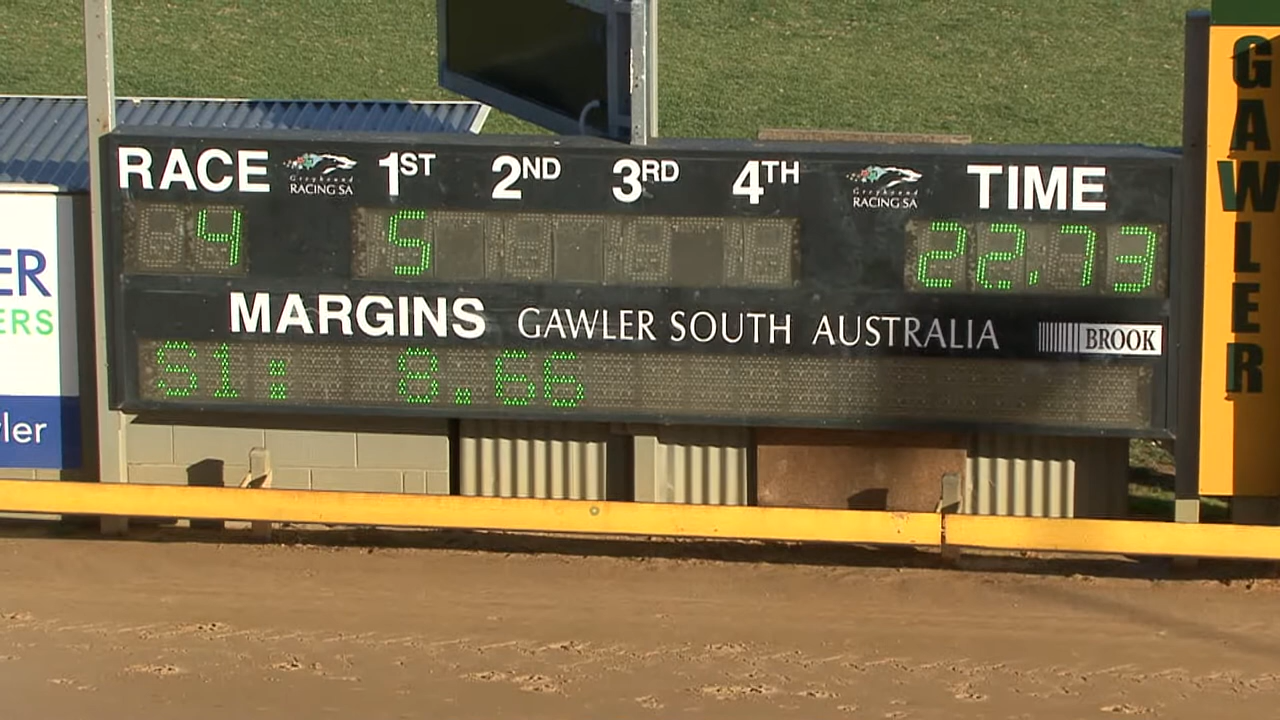 RACE
Greyhound
RACING SA
1ST 2ND 3RD 4TH
Greyhound
RACING SA
TIME
4 5 22.73
MARGINS GAWLER SOUTH AUSTRALIA BROOK
S1: 8.66
ER
ERS
ler
GAWLER